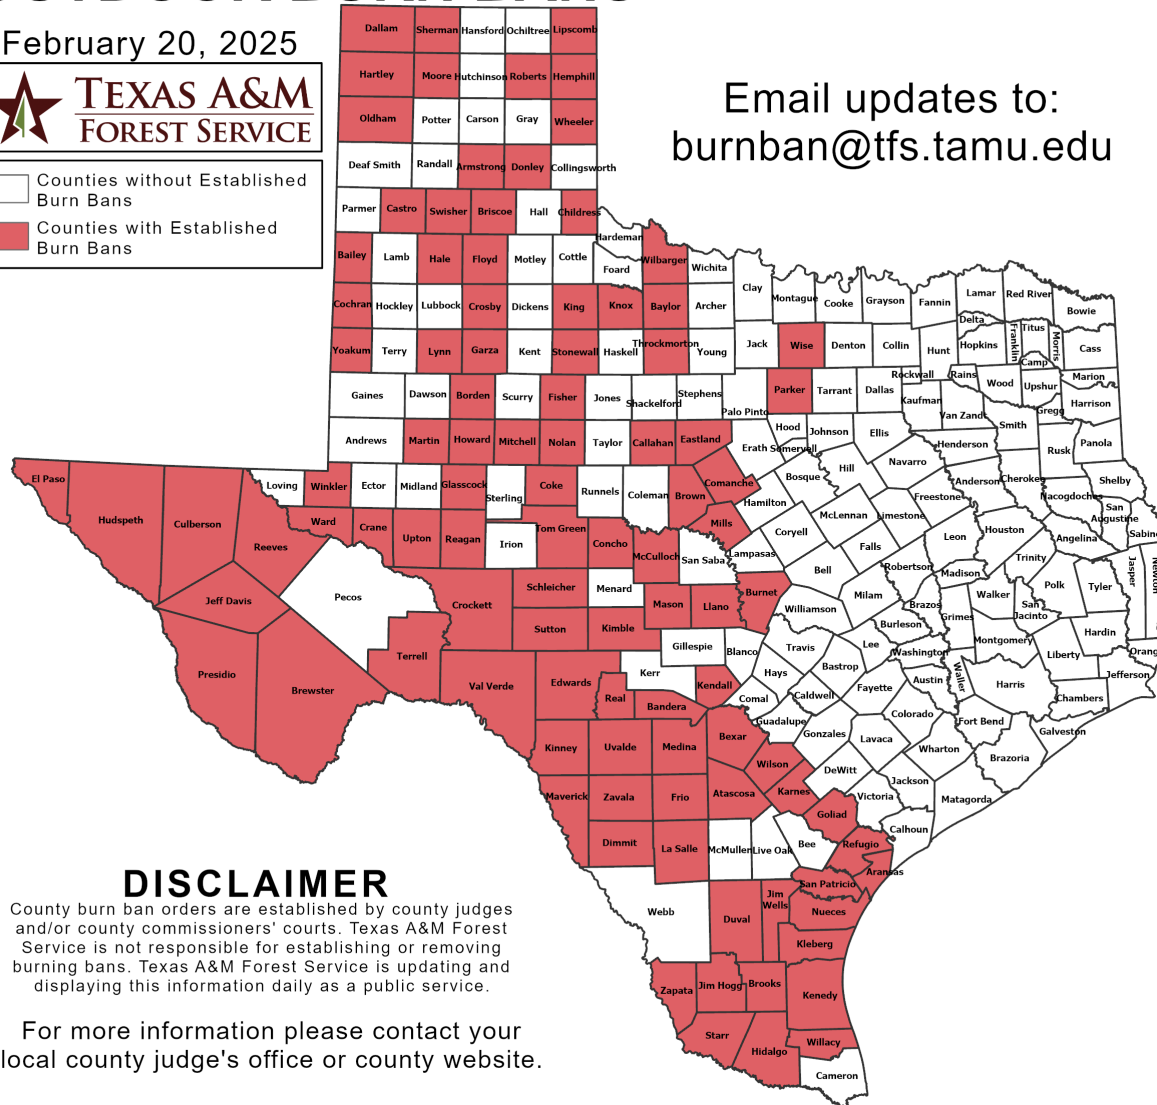 February 20, 2025
TEXAS A&M
FOREST SERVICE
Counties without Established
Burn Bans
Counties with Established
Burn Bans
Email updates to:
burnban@tfs.tamu.edu
Dallam
Sherman
Hansford
Ochiltree
Lipscomb
Hartley
Moore
Hutchinson
Roberts
Hemphill
Oldham
Potter
Carson
Gray
Wheeler
Deaf Smith
Randall
Armstrong
Donley
Collingsworth
Parmer
Castro
Swisher
Briscoe
Hall
Childress
Hardeman
Bailey
Lamb
Hale
Floyd
Motley
Cottle
Foard
Wilbarger
Wichita
Clay
Montague
Cooke
Grayson
Fannin
Lamar
Red River
Bowie
Cochran
Hockley
Lubbock
Crosby
Dickens
King
Knox
Baylor
Archer
Delta
Titus
Franklin
Morris
Yoakum
Terry
Lynn
Garza
Kent
Stonewall
Haskell
Throckmorton
Young
Jack
Wise
Denton
Collin
Hunt
Hopkins
Camp
Cass
Gaines
Dawson
Borden
Scurry
Fisher
Jones
Shackelford
Stephens
Palo Pinto
Parker
Tarrant
Dallas
Rockwall
Kaufman
Rains
Wood
Upshur
Marion
Van Zandt
Gregg
Harrison
Andrews
Martin
Howard
Mitchell
Nolan
Taylor
Callahan
Eastland
Erath
Hood
Somervell
Johnson
Ellis
Henderson
Smith
Rusk
Panola
El Paso
Hudspeth
Culberson
Reeves
Loving
Winkler
Ector
Midland
Glasscock
Sterling
Coke
Runnels
Coleman
Brown
Comanche
Hamilton
Bosque
Hill
Navarro
Freestone
Anderson
Cherokee
Nacogdoches
Shelby
San
Augustine
Sabine
Ward
Crane
Upton
Reagan
Irion
Tom Green
Concho
McCulloch
San Saba
Mills
Lampasas
Coryell
McLennan
Limestone
Falls
Leon
Houston
Angelina
Trinity
Jeff Davis
Pecos
Crockett
Schleicher
Menard
Mason
Llano
Burnet
Bell
Milam
Robertson
Madison
Walker
San
Jacinto
Polk
Tyler
Jasper
Newton
Presidio
Brewster
Terrell
Sutton
Kimble
Gillespie
Blanco
Williamson
Travis
Burleson
Brazos
Grimes
Montgomery
Liberty
Hardin
Orang
Jefferson
Val Verde
Edwards
Real
Kerr
Bandera
Kendall
Comal
Hays
Caldwell
Bastrop
Lee
Washington
Fayette
Austin
Waller
Harris
Chambers
Galveston
Kinney
Uvalde
Medina
Bexar
Guadalupe
Gonzales
Lavaca
Colorado
Fort Bend
Wharton
Brazoria
Maverick
Zavala
Frio
Atascosa
Wilson
Karnes
DeWitt
Victoria
Jackson
Matagorda
Dimmit
La Salle
McMullen
Live Oak
Bee
Goliad
Refugio
Calhoun
Aransas
Webb
Duval
Jim
Wells
San Patricio
Nueces
Kleberg
Zapata
Jim Hogg
Brooks
Kenedy
Starr
Hidalgo
Willacy
Cameron
DISCLAIMER
County burn ban orders are established by county judges
and/or county commissioners' courts. Texas A&M Forest
Service is not responsible for establishing or removing
burning bans. Texas A&M Forest Service is updating and
displaying this information daily as a public service.
For more information please contact your
local county judge's office or county website.